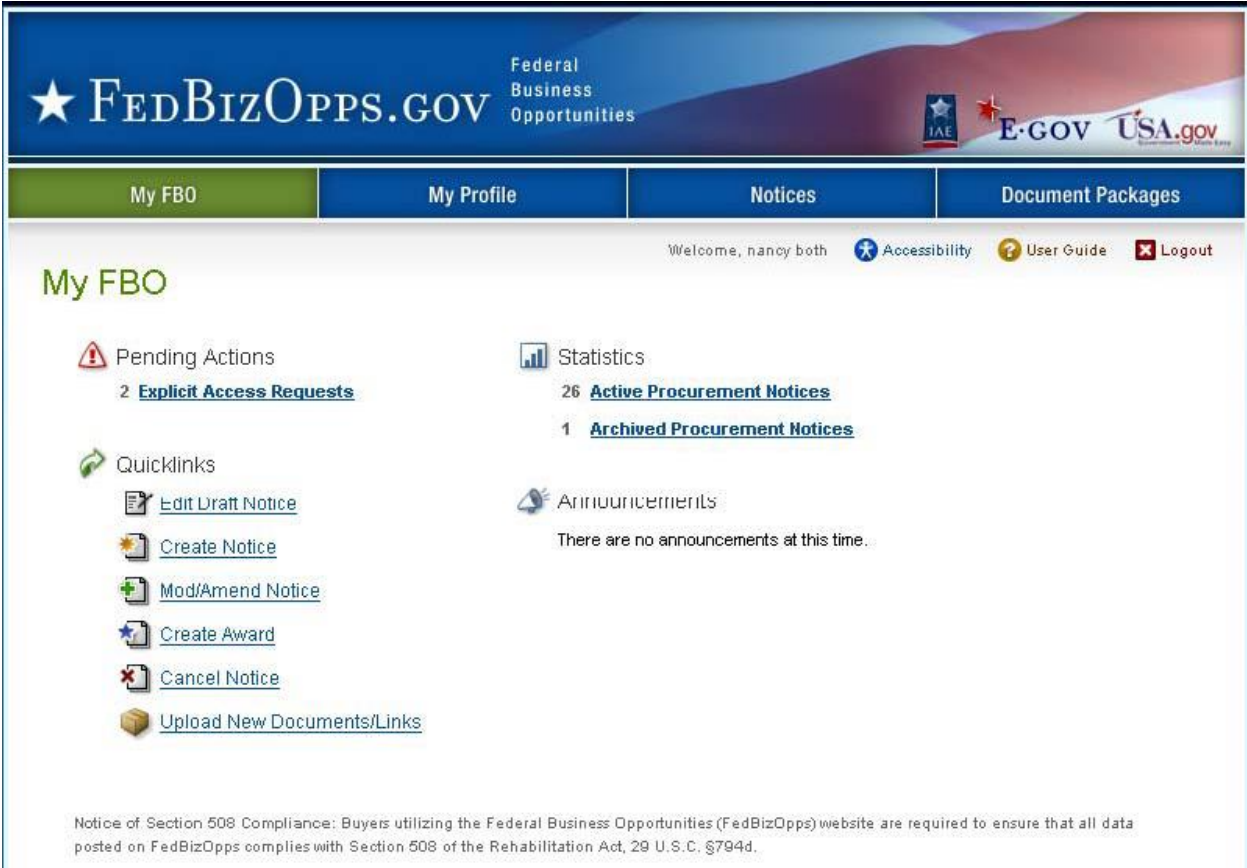 ★ FEDBIZOPPS.GOV
Federal
Business
Opportunities
IAE
E·GOV
USA.gov
My FBO
My Profile
Notices
Document Packages
Welcome, nancy both
Accessibility
User Guide
Logout
My FBO
Pending Actions
2 Explicit Access Requests
Quicklinks
Edit Draft Notice
Create Notice
Mod/Amend Notice
Create Award
Cancel Notice
Upload New Documents/Links
Statistics
26 Active Procurement Notices
1 Archived Procurement Notices
Announcements
There are no announcements at this time.
Notice of Section 508 Compliance: Buyers utilizing the Federal Business Opportunities (FedBizOpps) website are required to ensure that all data
posted on FedBizOpps complies with Section 508 of the Rehabilitation Act, 29 U.S.C. §794d.